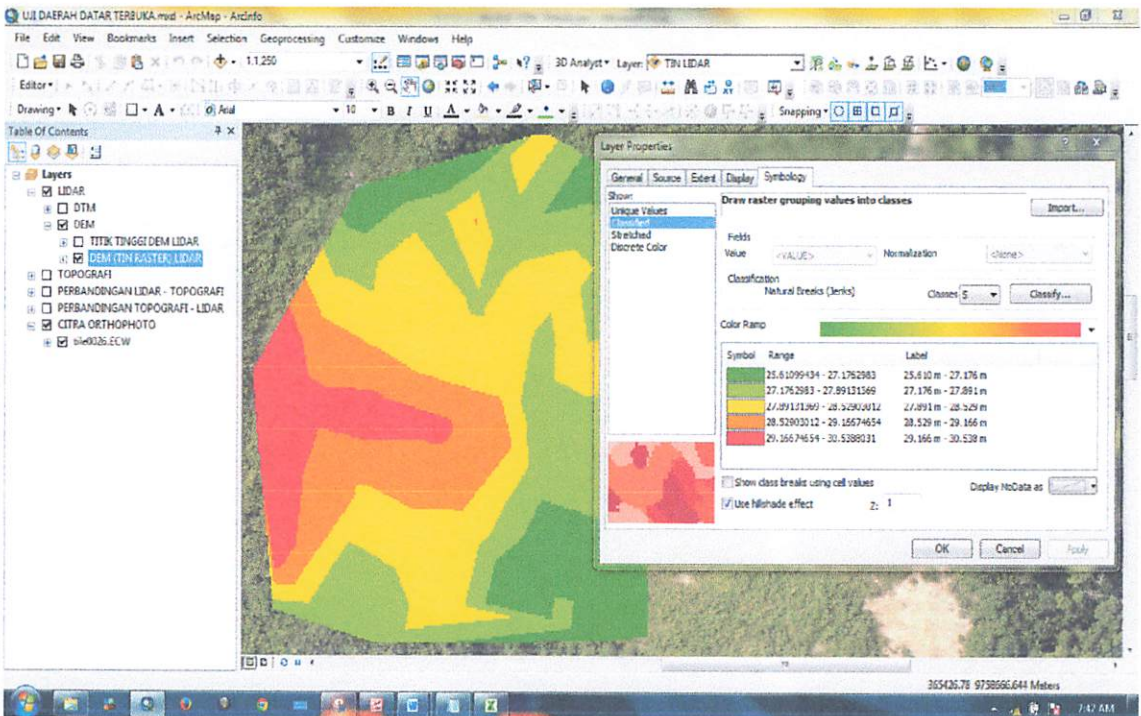 UJI DAERAH DATAR TERBUKA.mxd - ArcMap - ArcInfo
File Edit View Bookmarks Insert Selection Geoprocessing Customize Windows Help
1:1,250
3D Analyst Layer: TIN LIDAR
Editor
Drawing A Arial 10 B I U A Snapping
Table Of Contents
Layers
LIDAR
DTM
DEM
TITIK TINGGI DEM LIDAR
DEM (TIN RASTER) LIDAR
TOPOGRAFI
PERBANDINGAN LIDAR - TOPOGRAFI
PERBANDINGAN TOPOGRAFI - LIDAR
CITRA ORTHOPHOTO
tile0026.ECW
Layer Properties
General Source Extent Display Symbology
Show:
Unique Values
Classified
Stretched
Discrete Color
Draw raster grouping values into classes
Import...
Fields
Value <VALUE> Normalization <None>
Classification
Natural Breaks (Jenks) Classes 5 Classify...
Color Ramp
Symbol Range Label
25.61099434 - 27.1762983 25.610 m - 27.176 m
27.1762983 - 27.89131369 27.176 m - 27.891 m
27.89131369 - 28.52903012 27.891 m - 28.529 m
28.52903012 - 29.16674654 28.529 m - 29.166 m
29.16674654 - 30.5388031 29.166 m - 30.538 m
Show class breaks using cell values
Display NoData as
Use hillshade effect Z: 1
OK Cancel Apply
365426.78 9758666.644 Meters
7:42 AM